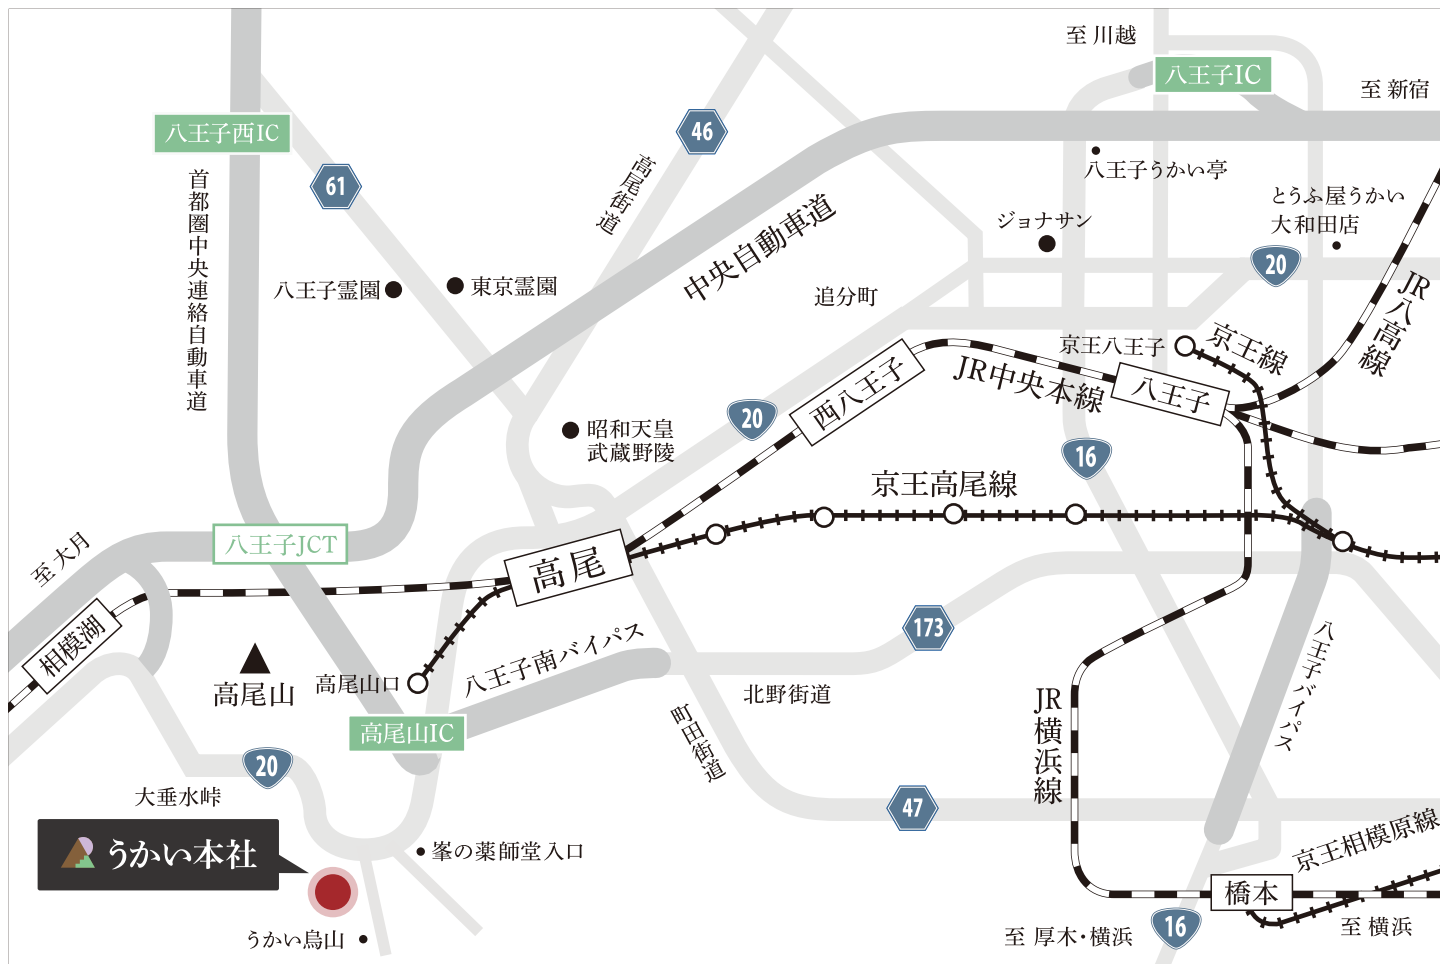 至 川越
八王子IC
至 新宿
八王子西IC
46
61
高尾街道
八王子うかい亭
とうふ屋うかい
大和田店
ジョナサン
首都圏中央連絡自動車道
中央自動車道
20
八王子霊園
東京霊園
追分町
JR八高線
京王八王子
京王線
西八王子
JR中央本線
八王子
20
昭和天皇
武蔵野陵
16
京王高尾線
至 大月
八王子JCT
高尾
相模湖
173
八王子バイパス
高尾山
高尾山口
八王子南バイパス
北野街道
高尾山IC
町田街道
JR横浜線
20
大垂水峠
47
うかい本社
峯の薬師堂入口
京王相模原線
橋本
うかい鳥山
至 厚木・横浜
16
至 横浜